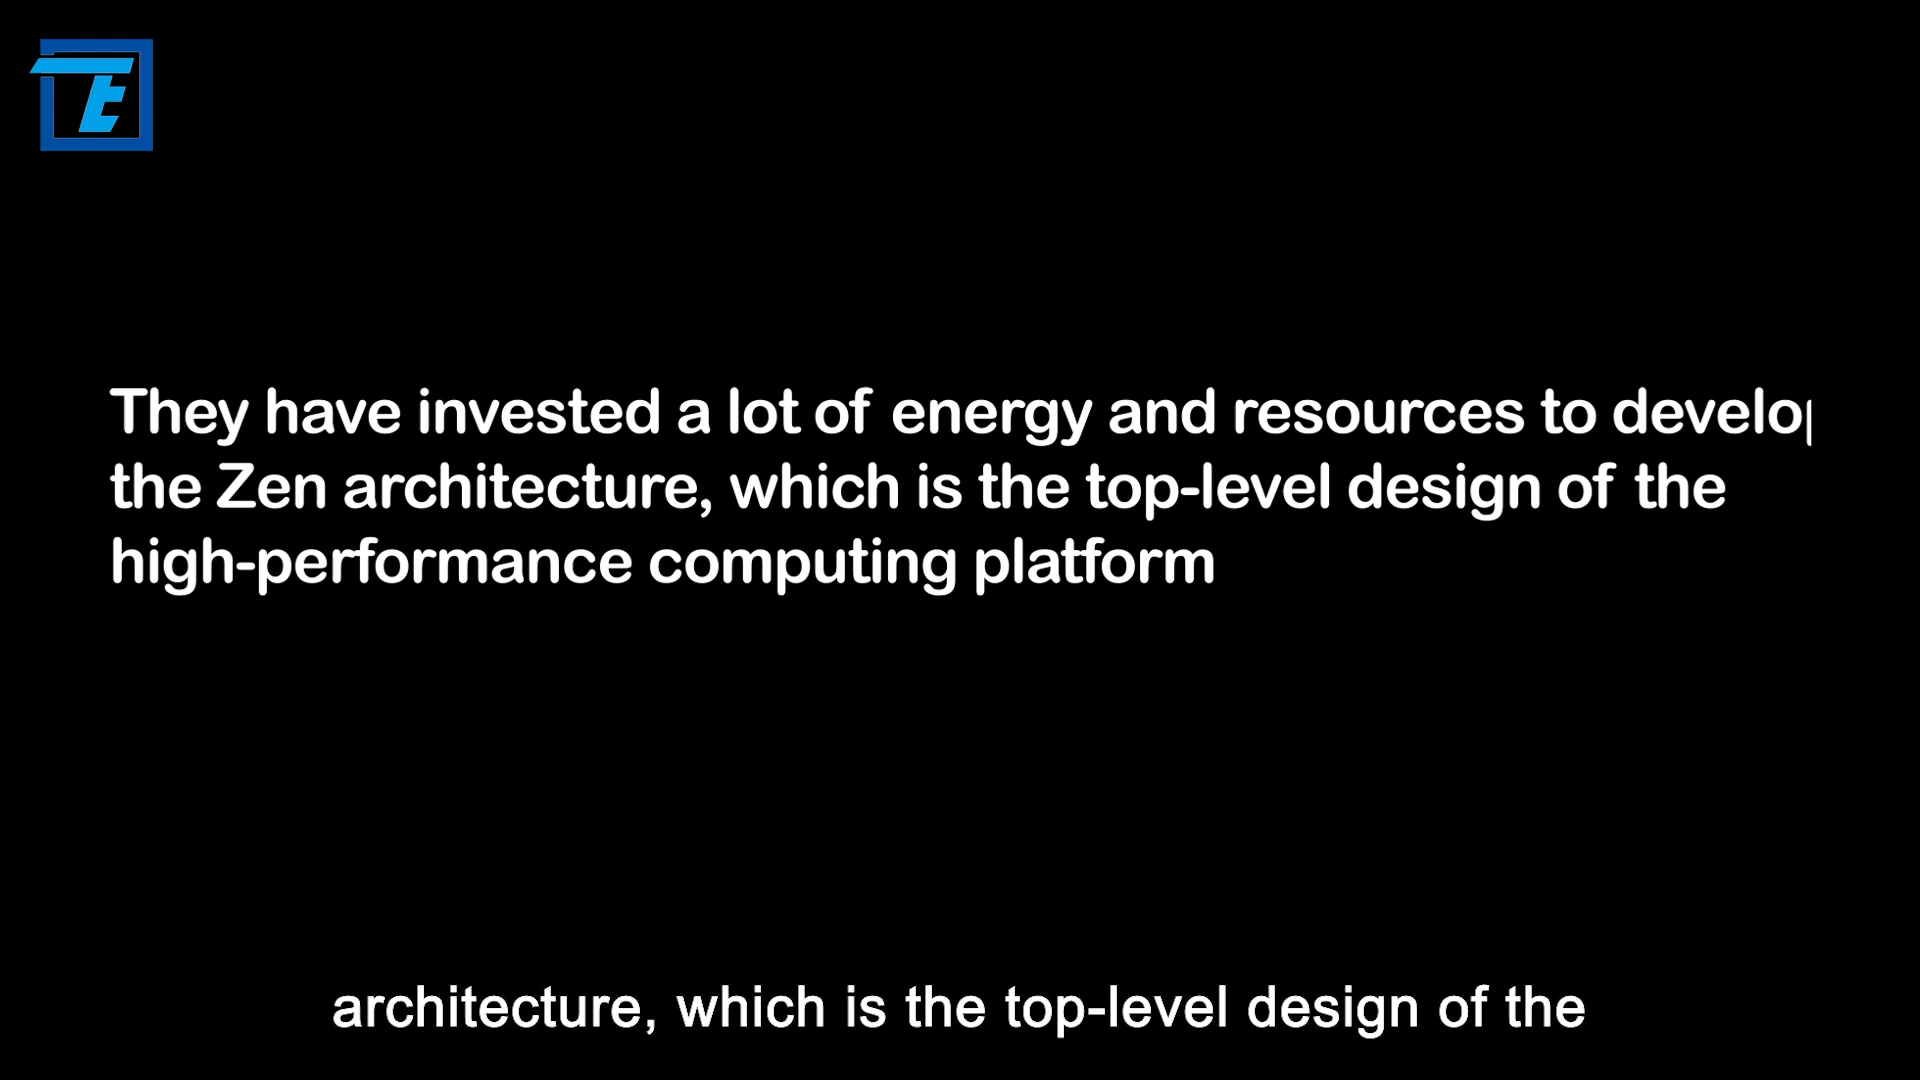 TE
They have invested a lot of energy and resources to develop
the Zen architecture, which is the top-level design of the
high-performance computing platform
architecture, which is the top-level design of the